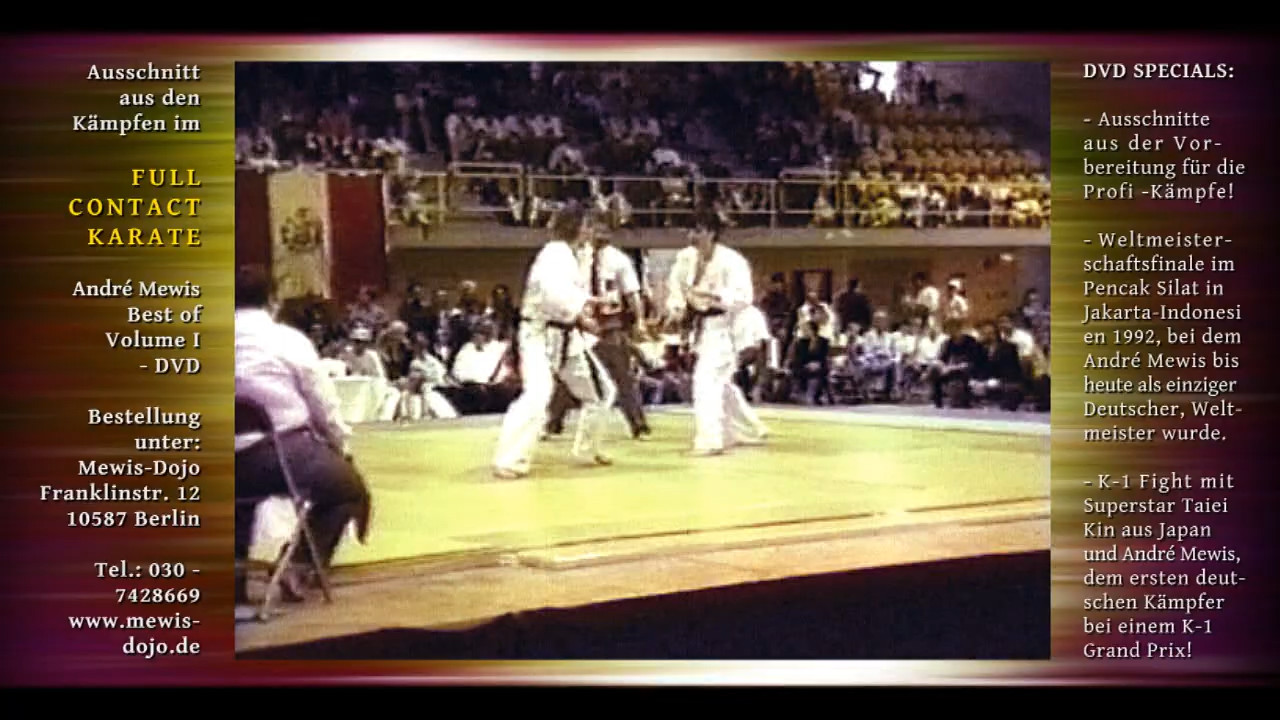 Ausschnitt
aus den
Kämpfen im
FULL
CONTACT
KARATE
André Mewis
Best of
Volume I
- DVD
Bestellung
unter:
Mewis-Dojo
Franklinstr. 12
10587 Berlin
Tel.: 030 -
7428669
www.mewis-
dojo.de
DVD SPECIALS:
- Ausschnitte
aus der Vor-
bereitung für die
Profi -Kämpfe!
- Weltmeister-
schaftsfinale im
Pencak Silat in
Jakarta-Indonesi
en 1992, bei dem
André Mewis bis
heute als einziger
Deutscher, Welt-
meister wurde.
- K-1 Fight mit
Superstar Taiei
Kin aus Japan
und André Mewis,
dem ersten deut-
schen Kämpfer
bei einem K-1
Grand Prix!